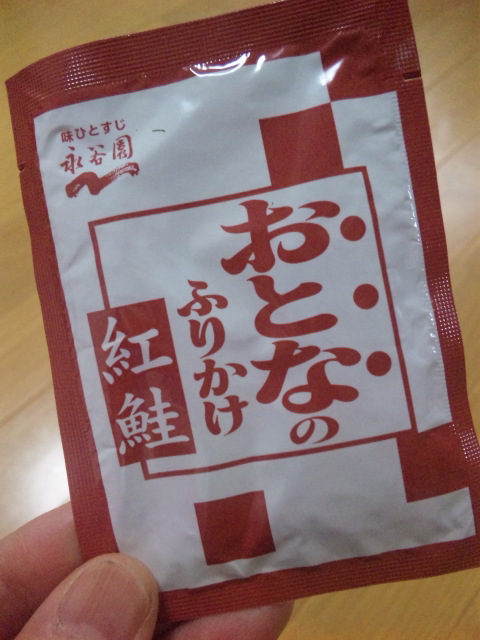 味ひとすじ
永谷園
おとなの
ふりかけ
紅鮭